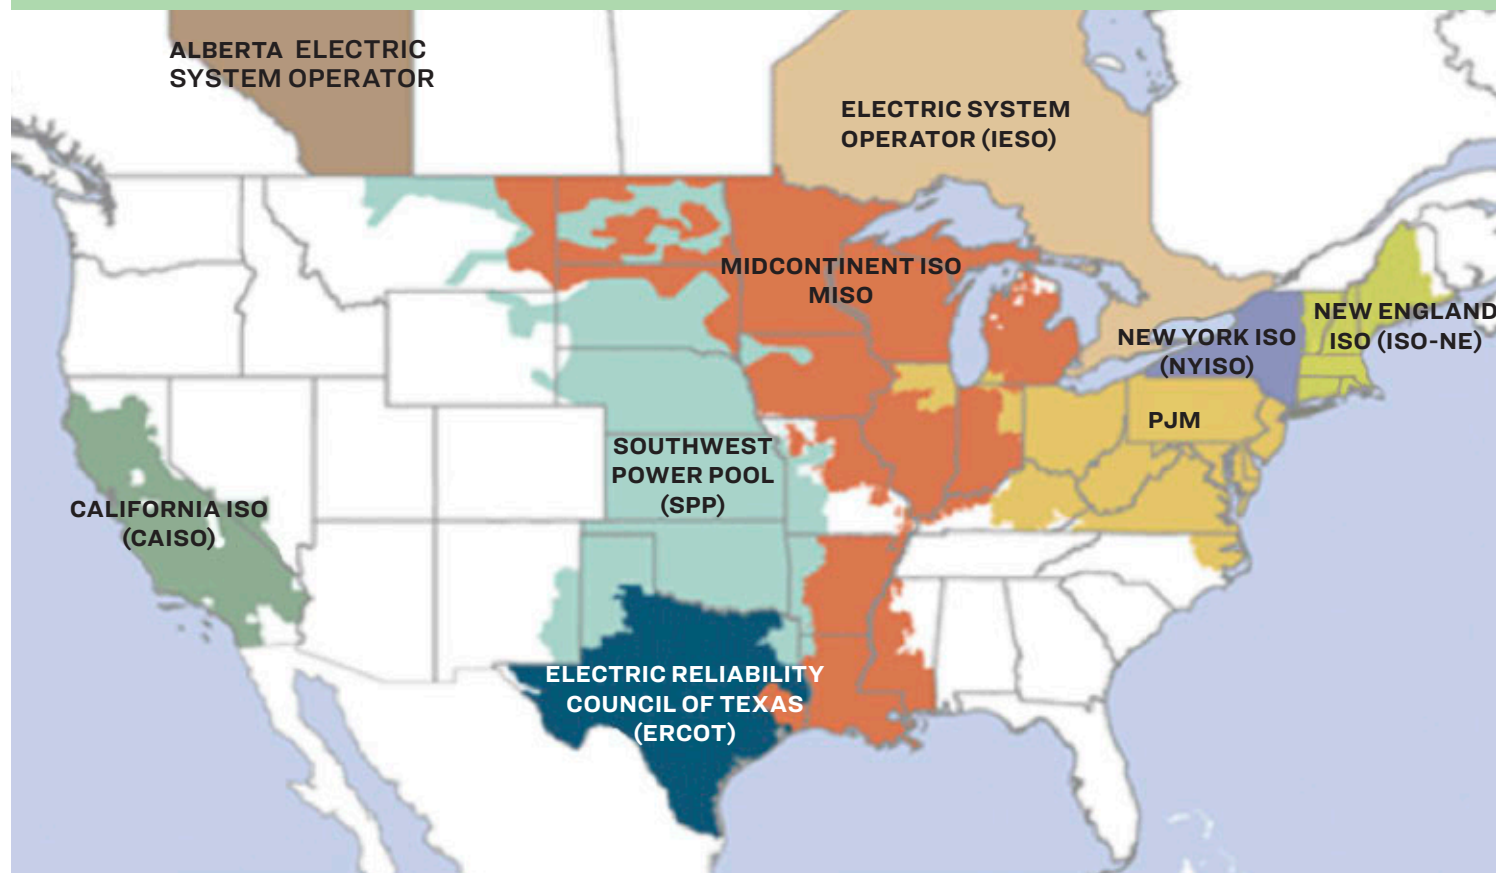 ALBERTA ELECTRIC
SYSTEM OPERATOR
ELECTRIC SYSTEM
OPERATOR (IESO)
MIDCONTINENT ISO
MISO
NEW ENGLAND
ISO (ISO-NE)
NEW YORK ISO
(NYISO)
PJM
SOUTHWEST
POWER POOL
(SPP)
CALIFORNIA ISO
(CAISO)
ELECTRIC RELIABILITY
COUNCIL OF TEXAS
(ERCOT)